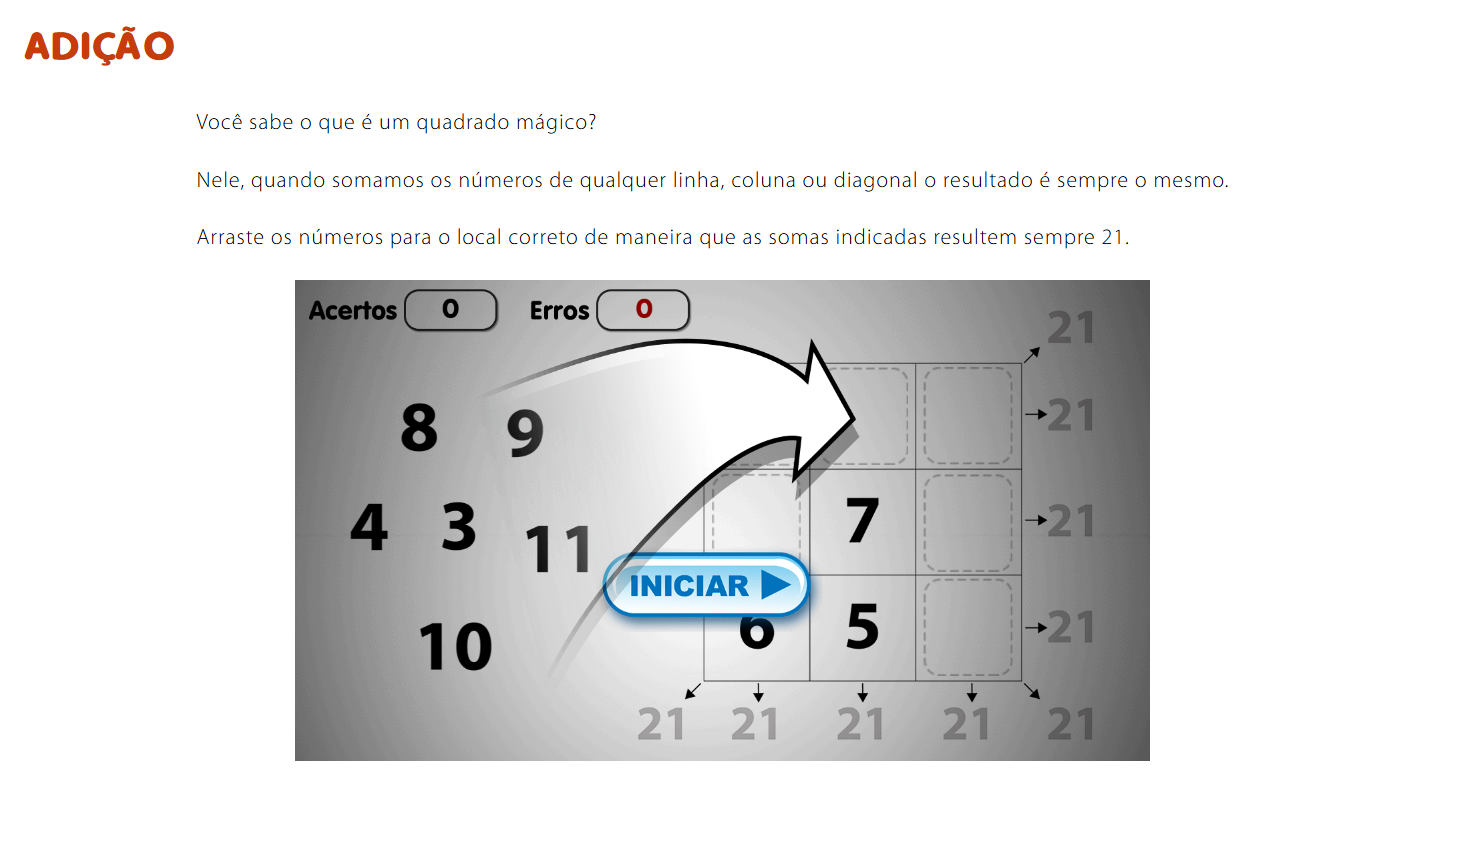 ADIÇÃO
Você sabe o que é um quadrado mágico?
Nele, quando somamos os números de qualquer linha, coluna ou diagonal o resultado é sempre o mesmo.
Arraste os números para o local correto de maneira que as somas indicadas resultem sempre 21.
Acertos 0 Erros 0
21
8 9
21
4 3 11
7
21
INICIAR
10
6 5
21
21 21 21 21 21